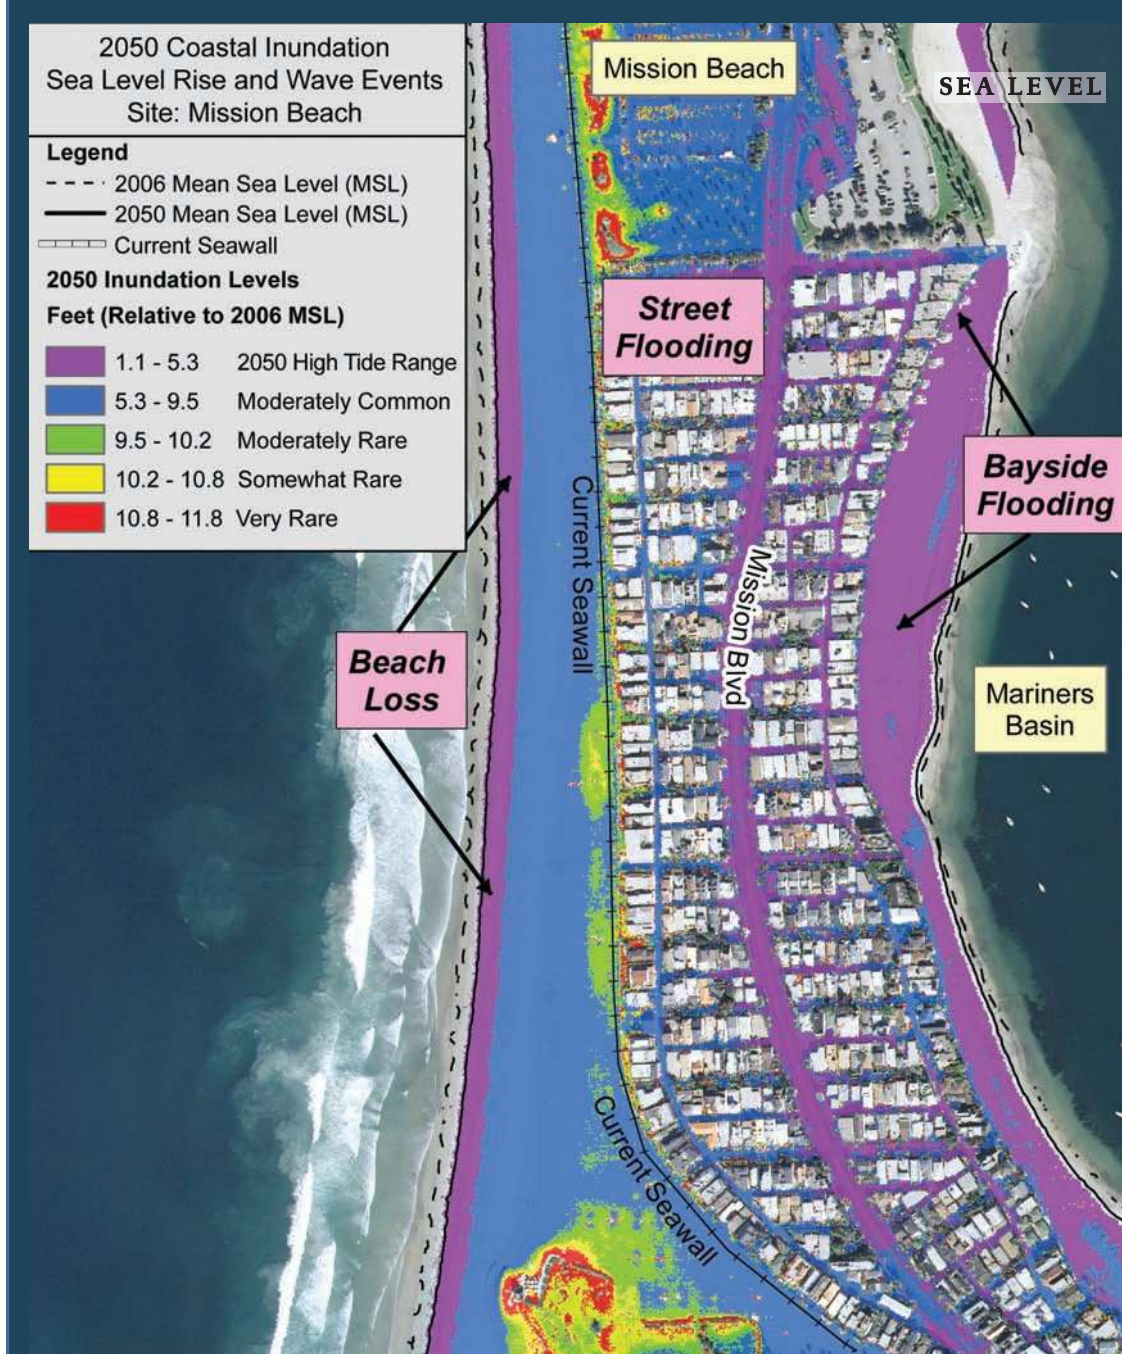 2050 Coastal Inundation
Sea Level Rise and Wave Events
Site: Mission Beach
Legend
2006 Mean Sea Level (MSL)
2050 Mean Sea Level (MSL)
Current Seawall
2050 Inundation Levels
Feet (Relative to 2006 MSL)
1.1 - 5.3 2050 High Tide Range
5.3 - 9.5 Moderately Common
9.5 - 10.2 Moderately Rare
10.2 - 10.8 Somewhat Rare
10.8 - 11.8 Very Rare
Mission Beach
SEA LEVEL
Street
Flooding
Bayside
Flooding
Current Seawall
Mission Blvd
Beach
Loss
Mariners
Basin
Current Seawall